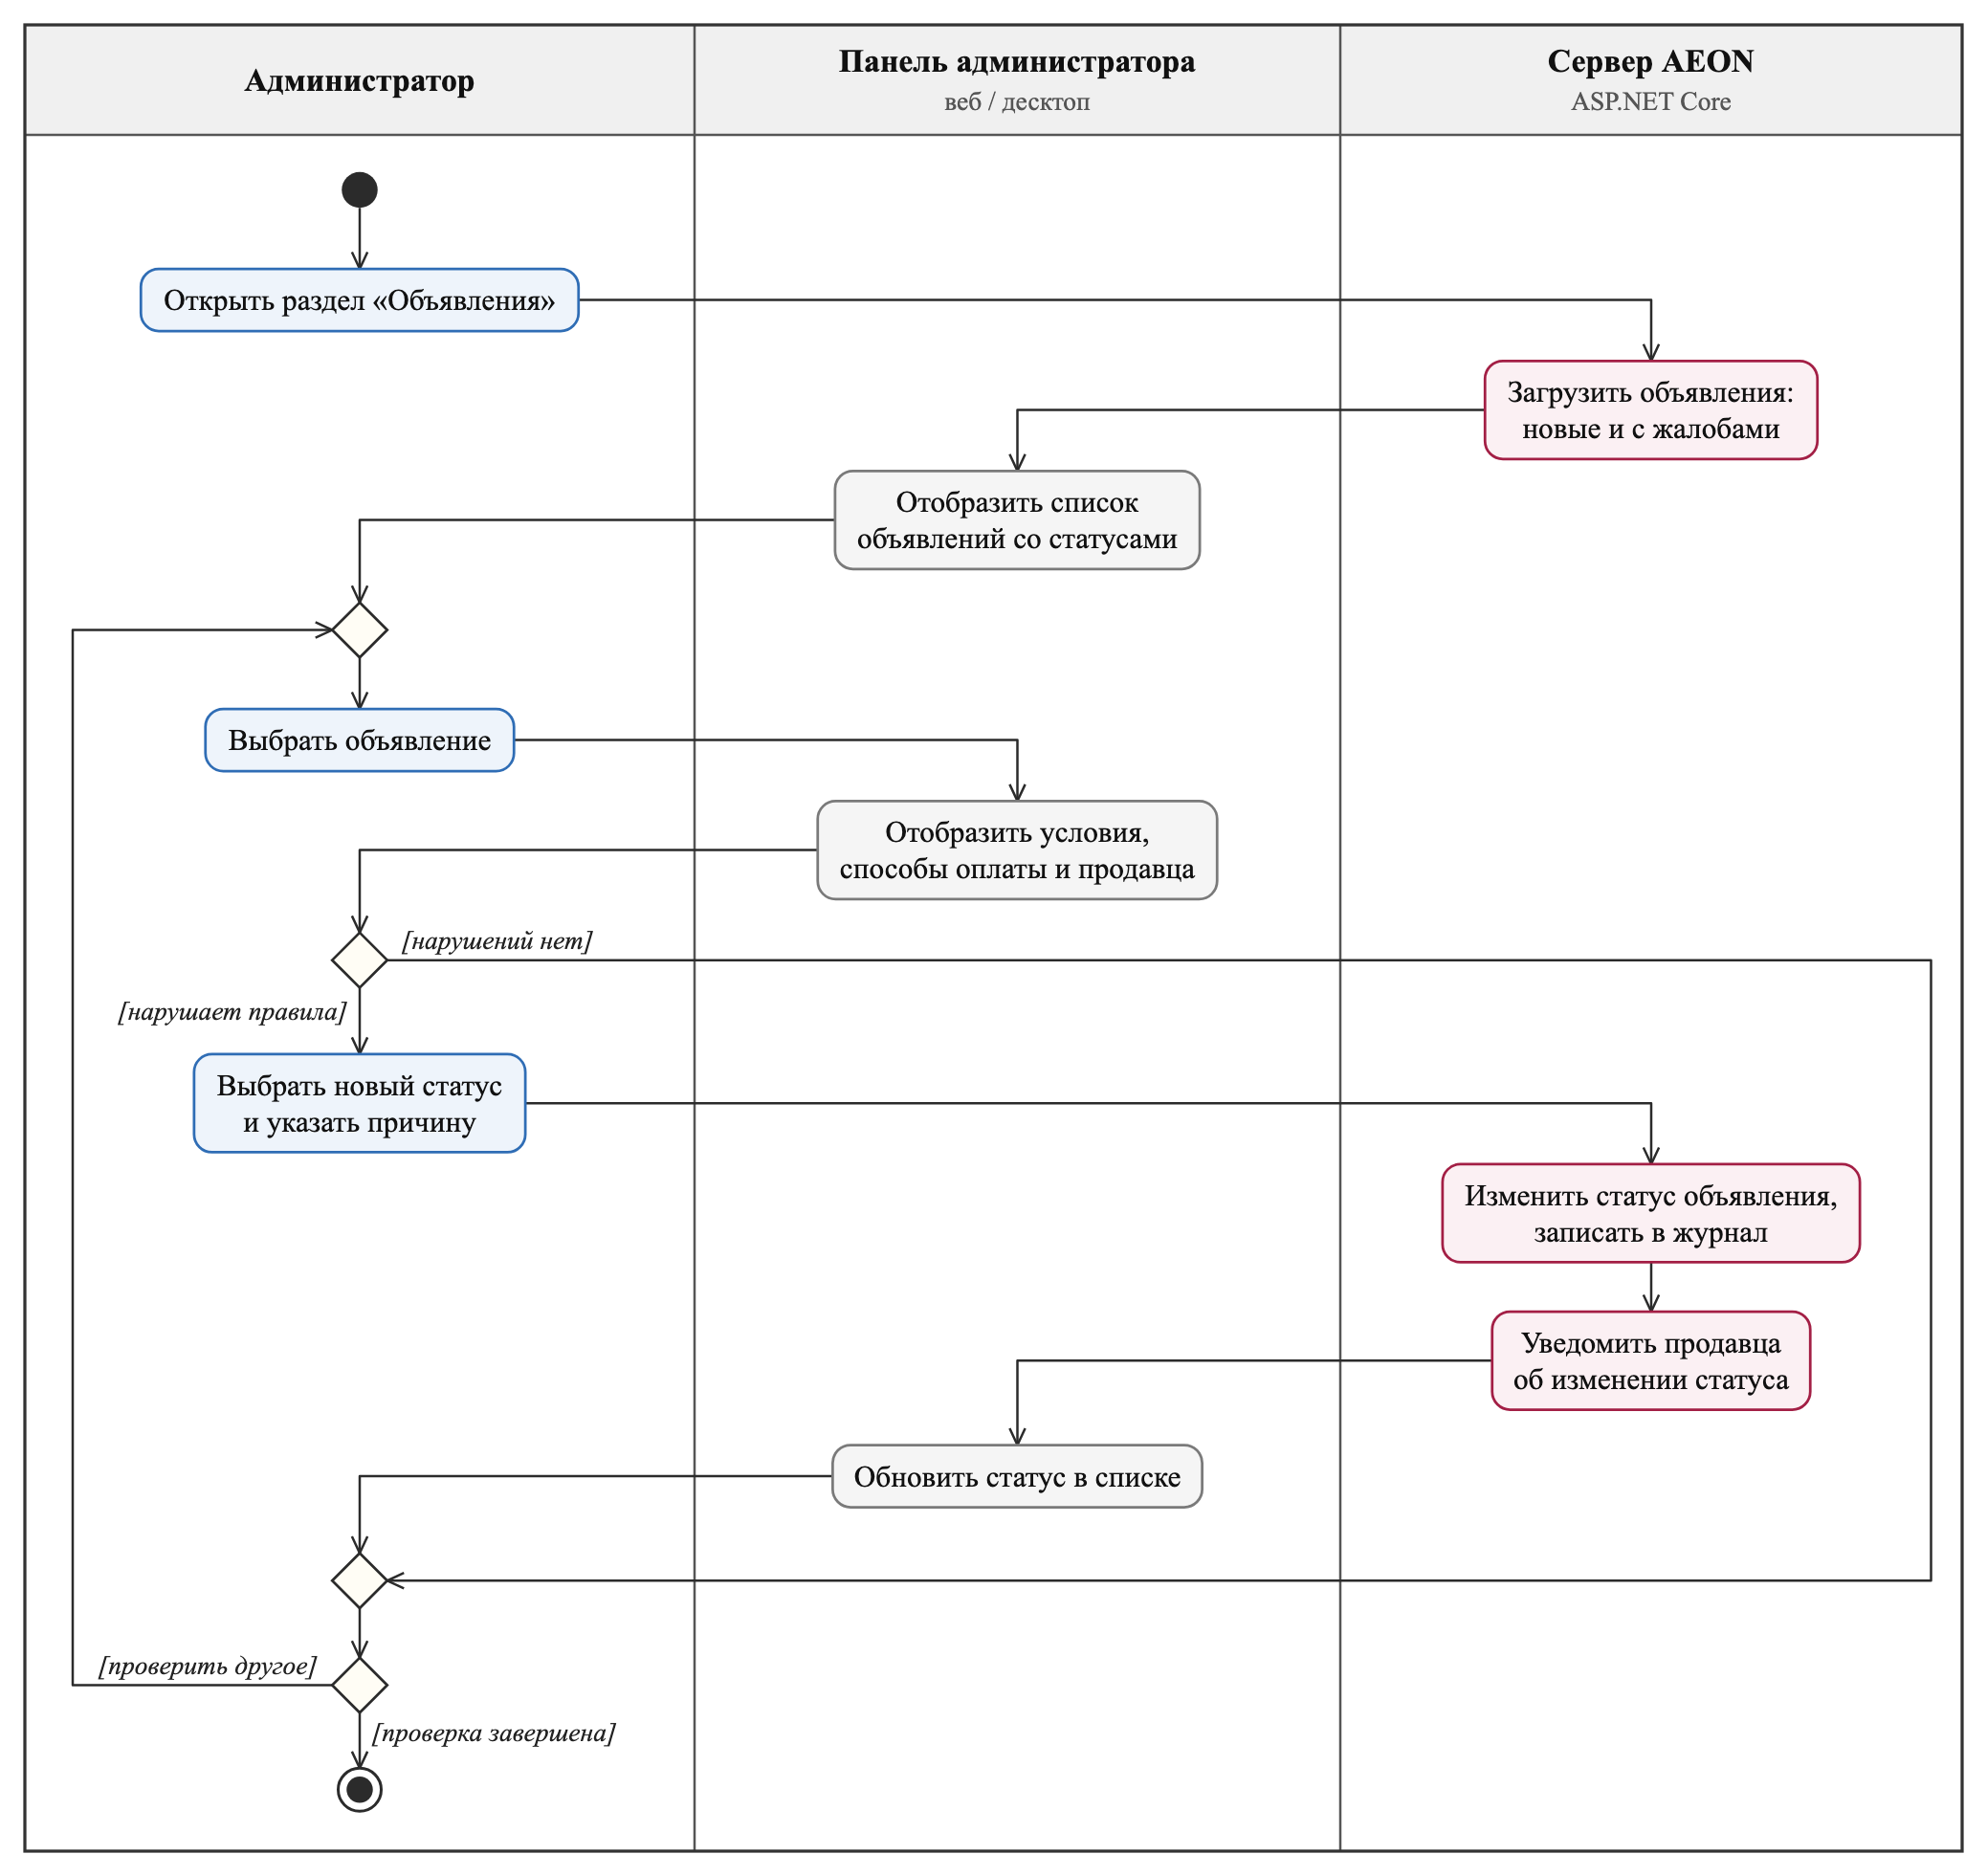 Администратор
Панель администратора
веб / десктоп
Сервер AEON
ASP.NET Core
Открыть раздел «Объявления»
Загрузить объявления:
новые и с жалобами
Отобразить список
объявлений со статусами
Выбрать объявление
Отобразить условия,
способы оплаты и продавца
[нарушений нет]
[нарушает правила]
Выбрать новый статус
и указать причину
Изменить статус объявления,
записать в журнал
Уведомить продавца
об изменении статуса
Обновить статус в списке
[проверить другое]
[проверка завершена]